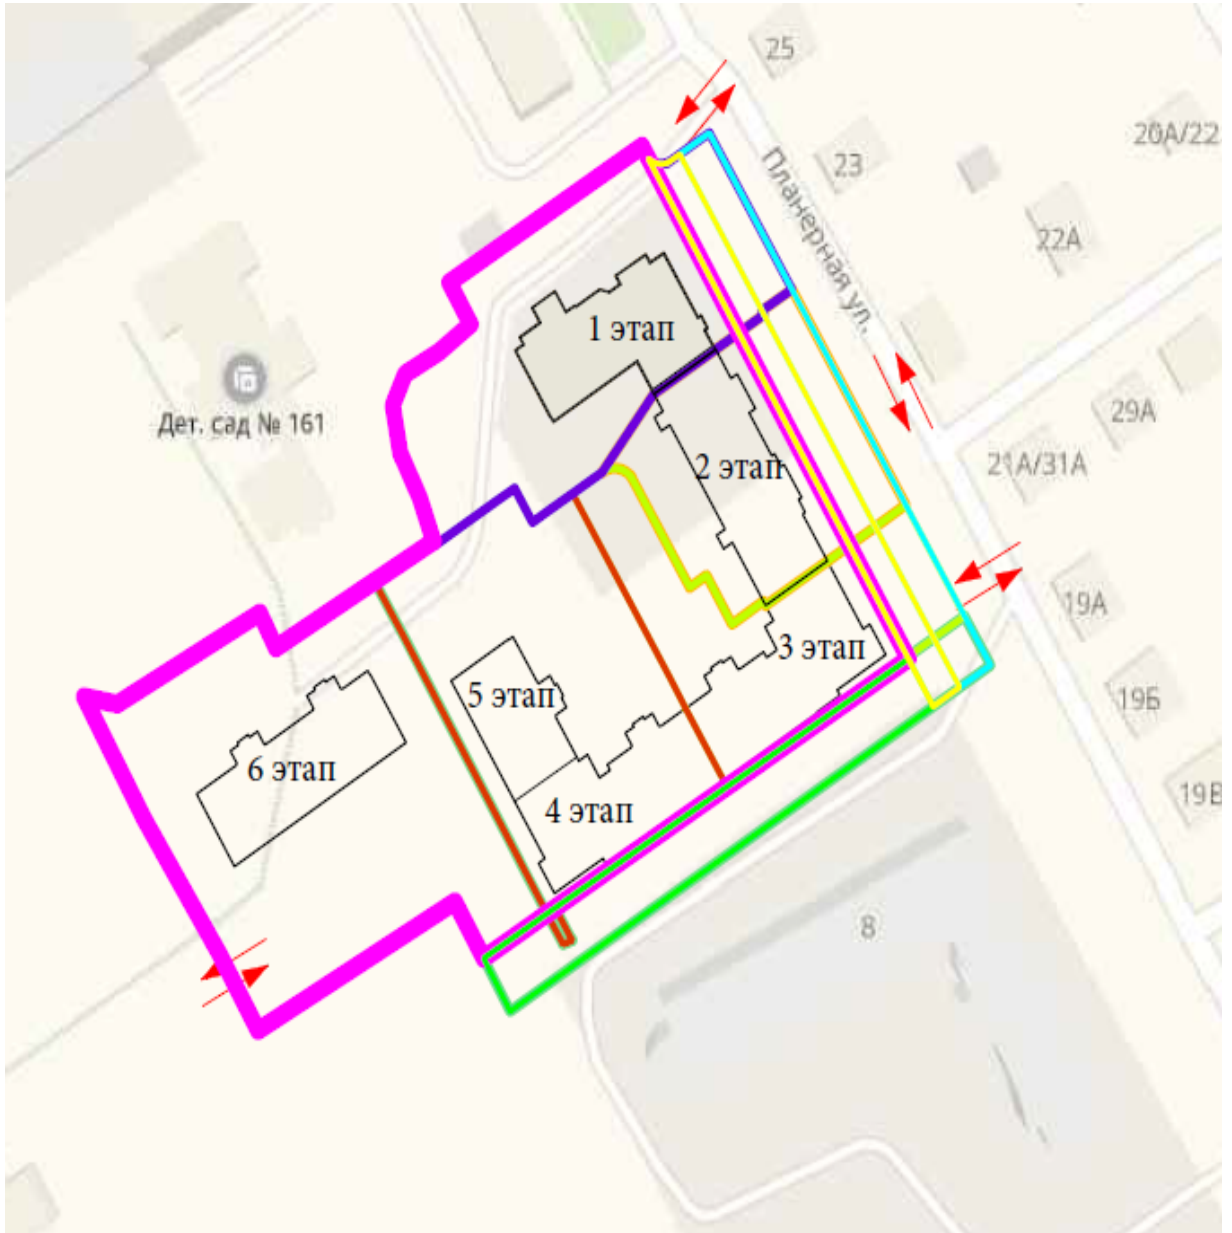 25
20А/22
23
Планерная ул.
22А
1 этап
29А
Дет. сад № 161
2 этап
21А/31А
19А
3 этап
5 этап
19Б
6 этап
19В
4 этап
8